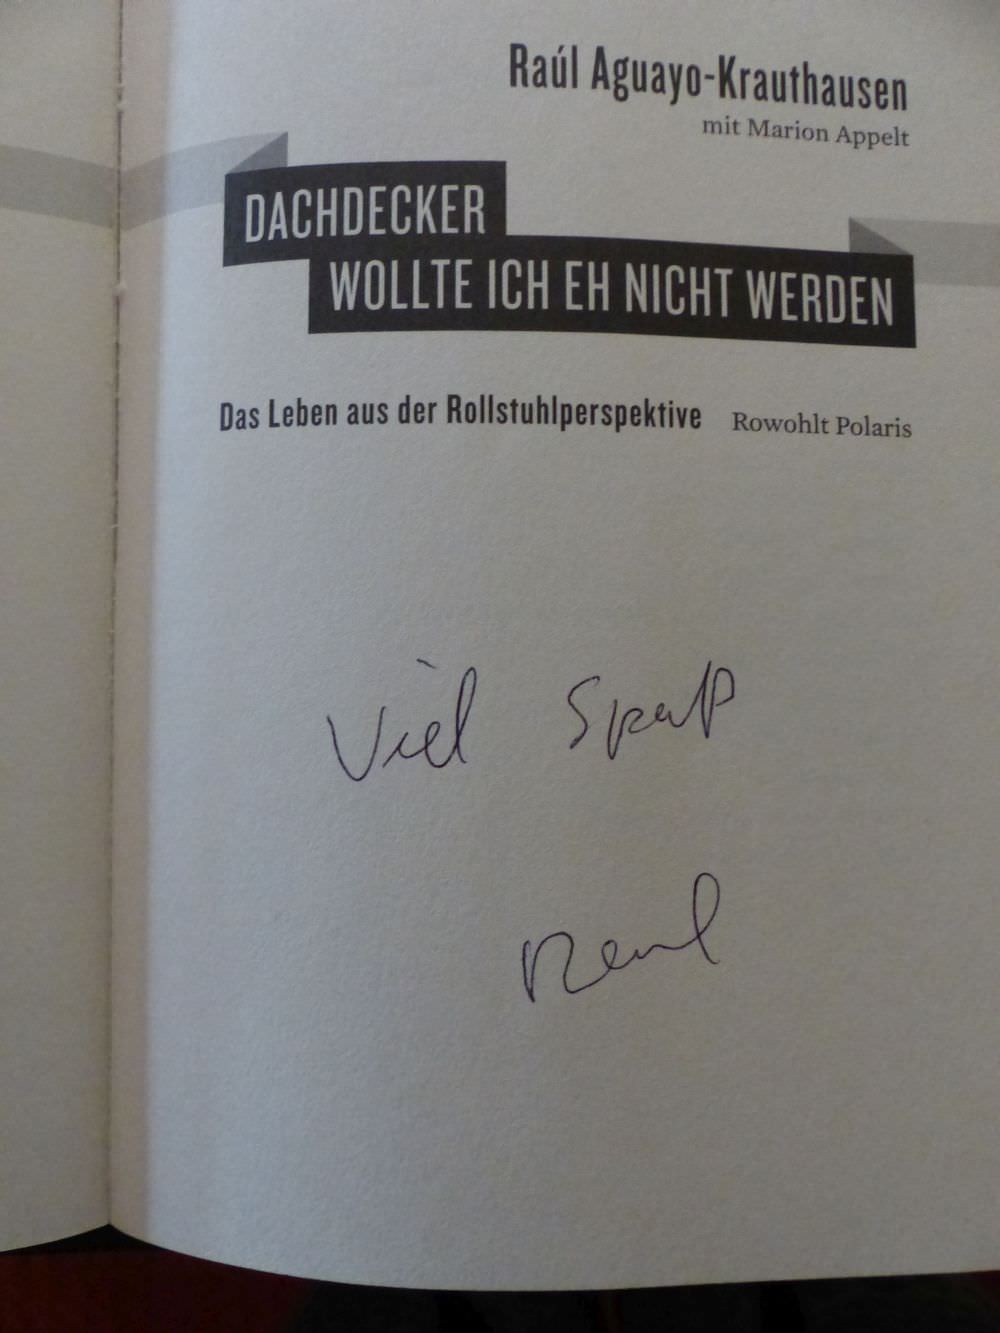 Raúl Aguayo-Krauthausen
mit Marion Appelt
DACHDECKER
WOLLTE ICH EH NICHT WERDEN
Das Leben aus der Rollstuhlperspektive Rowohlt Polaris
Viel Spaß
Raul